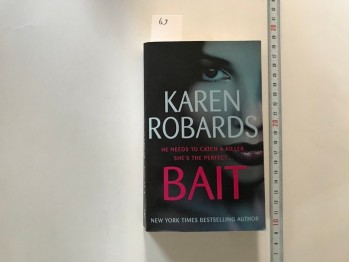 KAREN
ROBARDS
HE NEEDS TO CATCH A KILLER
SHE'S THE PERFECT...
BAIT
NEW YORK TIMES BESTSELLING AUTHOR